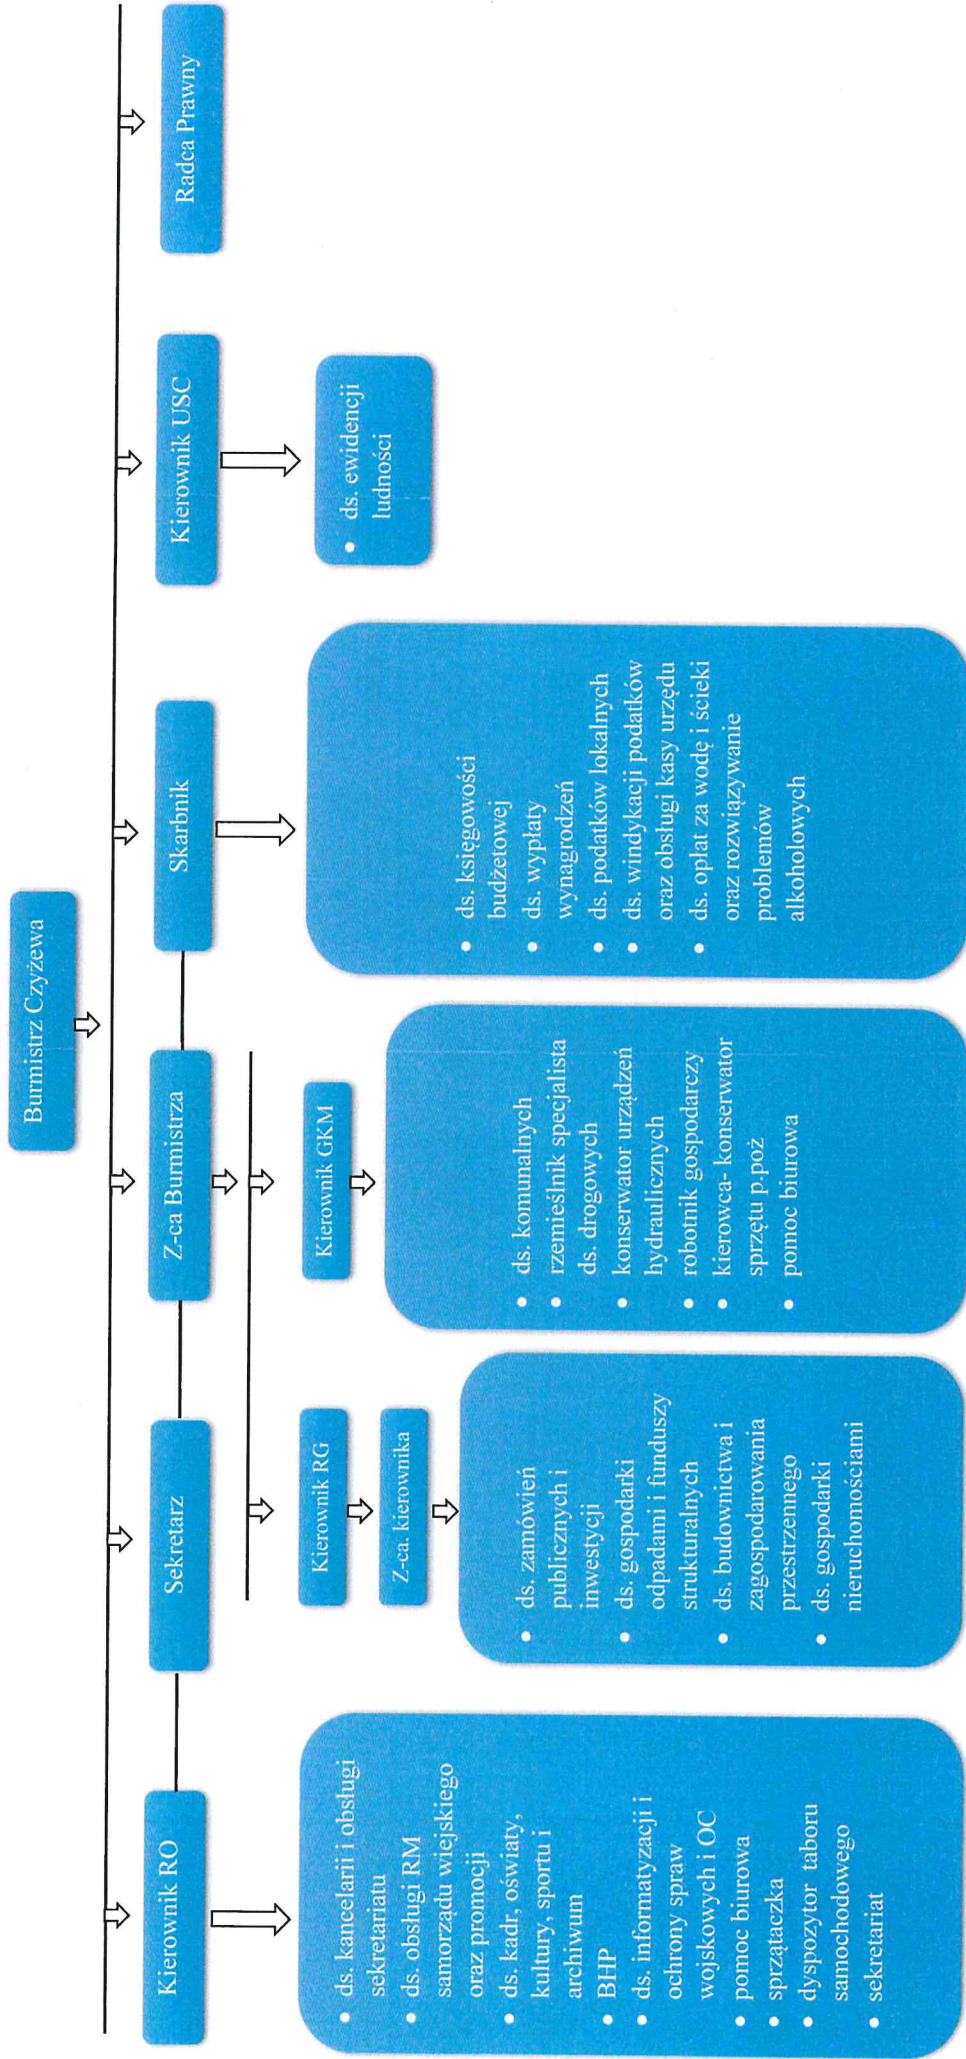 Burmistrz Czyżewa
Kierownik RO
Sekretarz
Z-ca Burmistrza
Skarbnik
Kierownik USC
Radca Prawny
• ds. kancelarii i obsługi
sekretariatu
• ds. obsługi RM
samorządu wiejskiego
oraz promocji
• ds. kadr, oświaty,
kultury, sportu i
archiwum
• BHP
• ds. informatyzacji i
ochrony spraw
wojskowych i OC
• pomoc biurowa
• sprzątaczka
• dyspozytor taboru
samochodowego
• sekretariat
Kierownik RG
Z-ca. kierownika
• ds. zamówień
publicznych i
inwestycji
• ds. gospodarki
odpadami i funduszy
strukturalnych
• ds. budownictwa i
zagospodarowania
przestrzennego
• ds. gospodarki
nieruchomościami
Kierownik GKM
• ds. komunalnych
• rzemieślnik specjalista
ds. drogowych
• konserwator urządzeń
hydraulicznych
• robotnik gospodarczy
• kierowca- konserwator
sprzętu p.poż
• pomoc biurowa
• ds. księgowości
budżetowej
• ds. wypłaty
wynagrodzeń
• ds. podatków lokalnych
• ds. windykacji podatków
oraz obsługi kasy urzędu
• ds. opłat za wodę i ścieki
oraz rozwiązywanie
problemów
alkoholowych
• ds. ewidencji
ludności